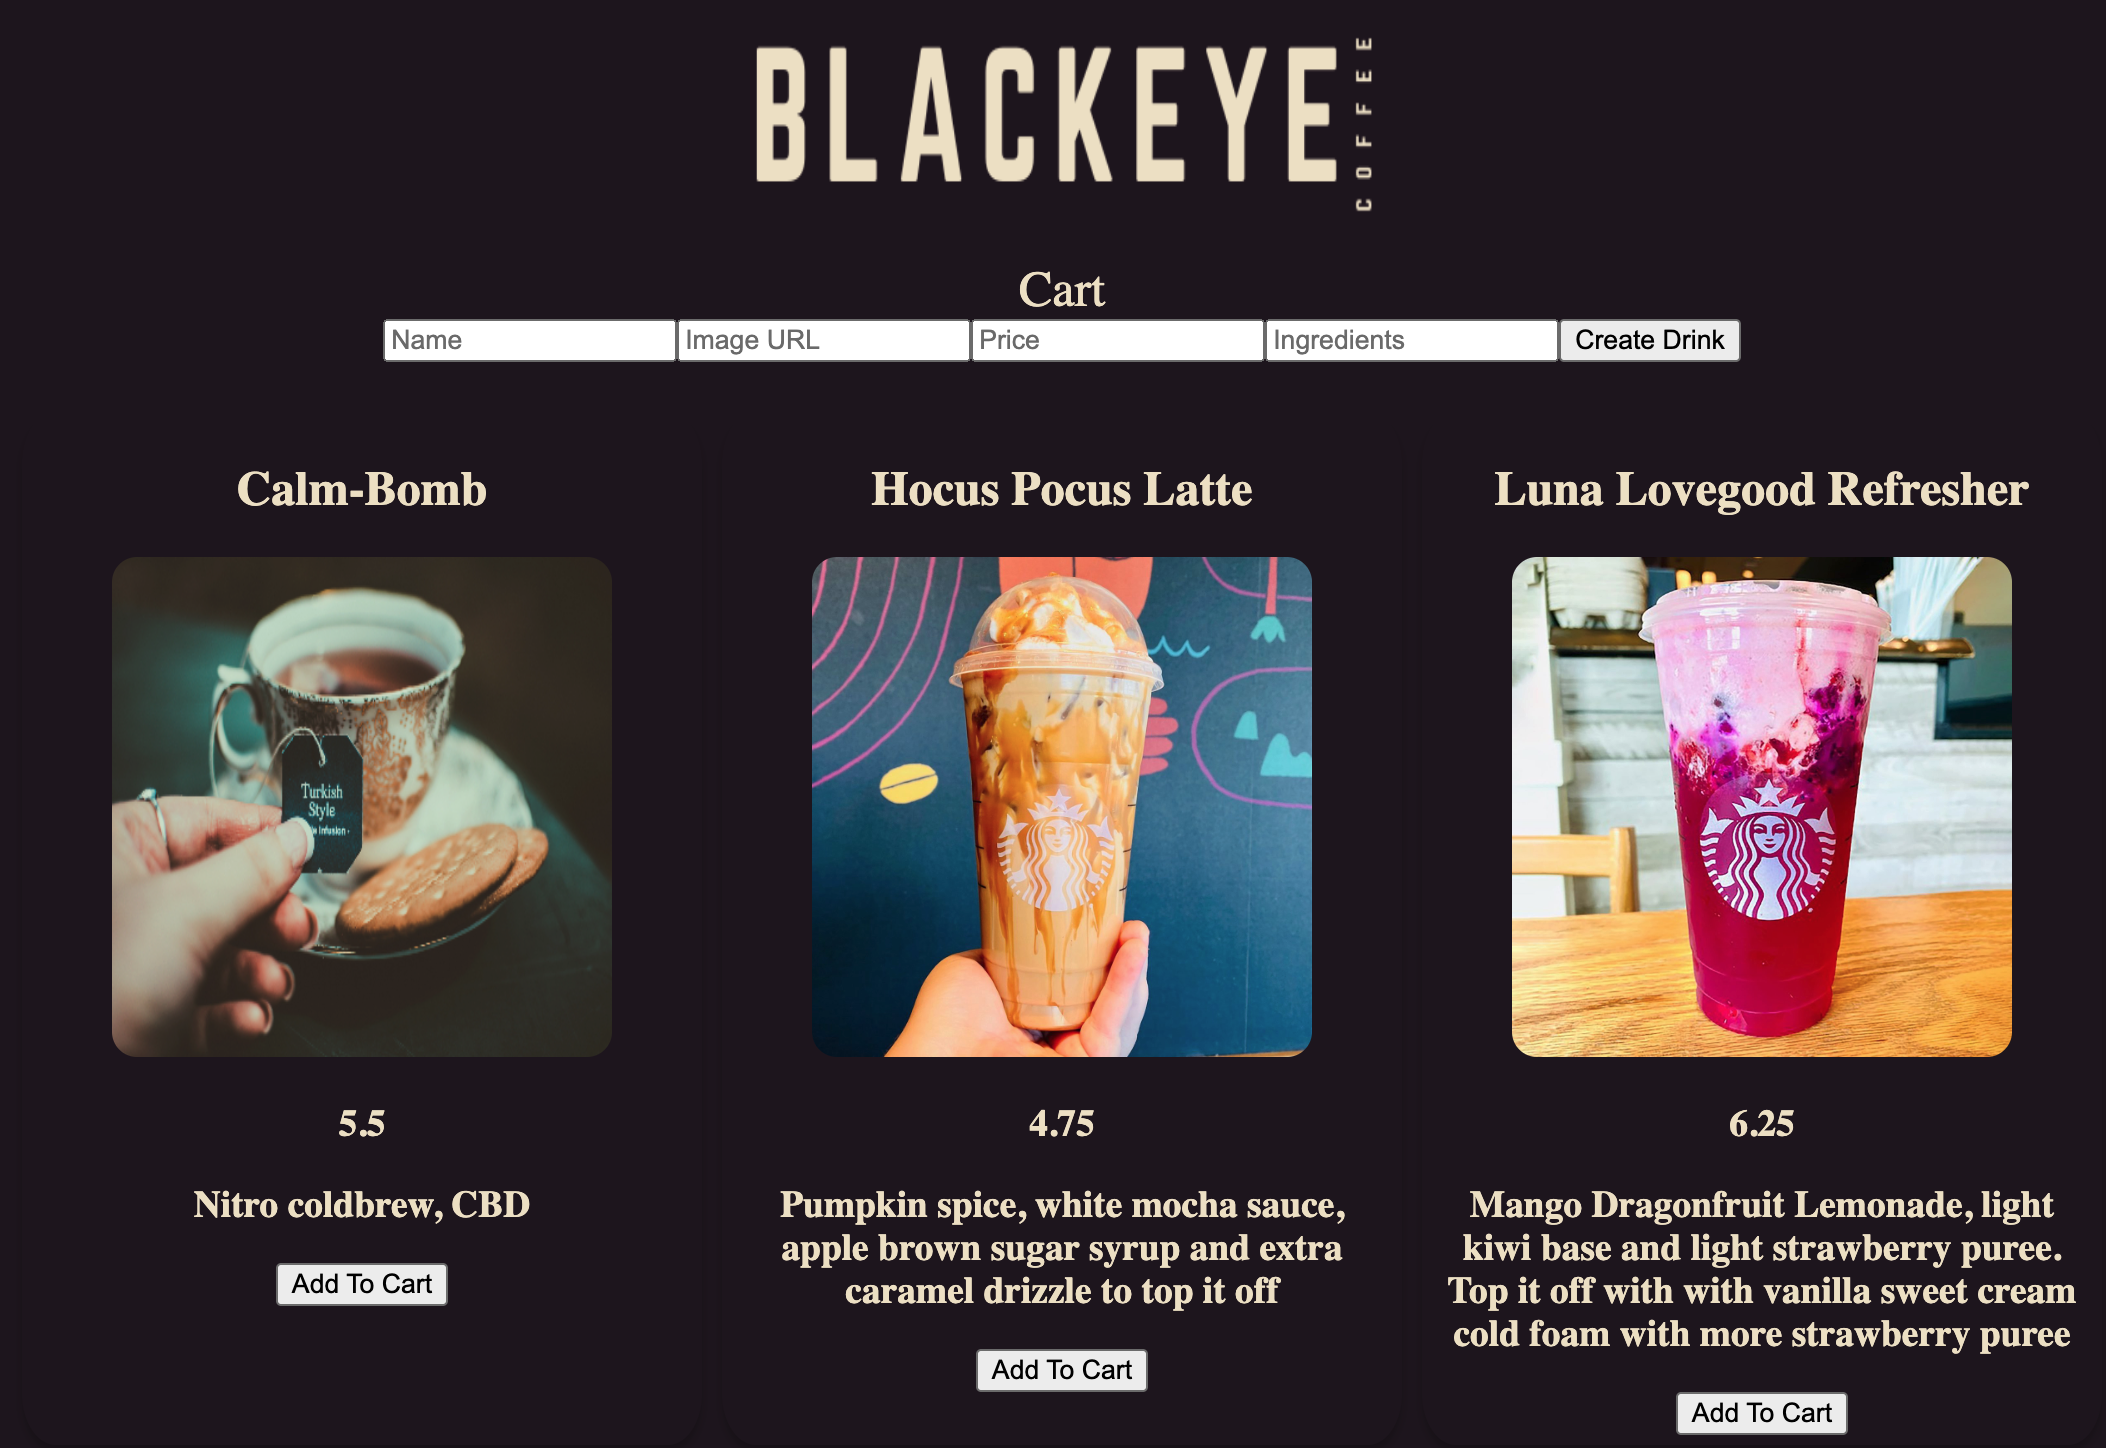 BLACKEYE
COFFEE
Cart
Name
Image URL
Price
Ingredients
Create Drink
Calm-Bomb
Turkish
Style
Infusion
5.5
Nitro coldbrew, CBD
Add To Cart
Hocus Pocus Latte
4.75
Pumpkin spice, white mocha sauce,
apple brown sugar syrup and extra
caramel drizzle to top it off
Add To Cart
Luna Lovegood Refresher
6.25
Mango Dragonfruit Lemonade, light
kiwi base and light strawberry puree.
Top it off with with vanilla sweet cream
cold foam with more strawberry puree
Add To Cart